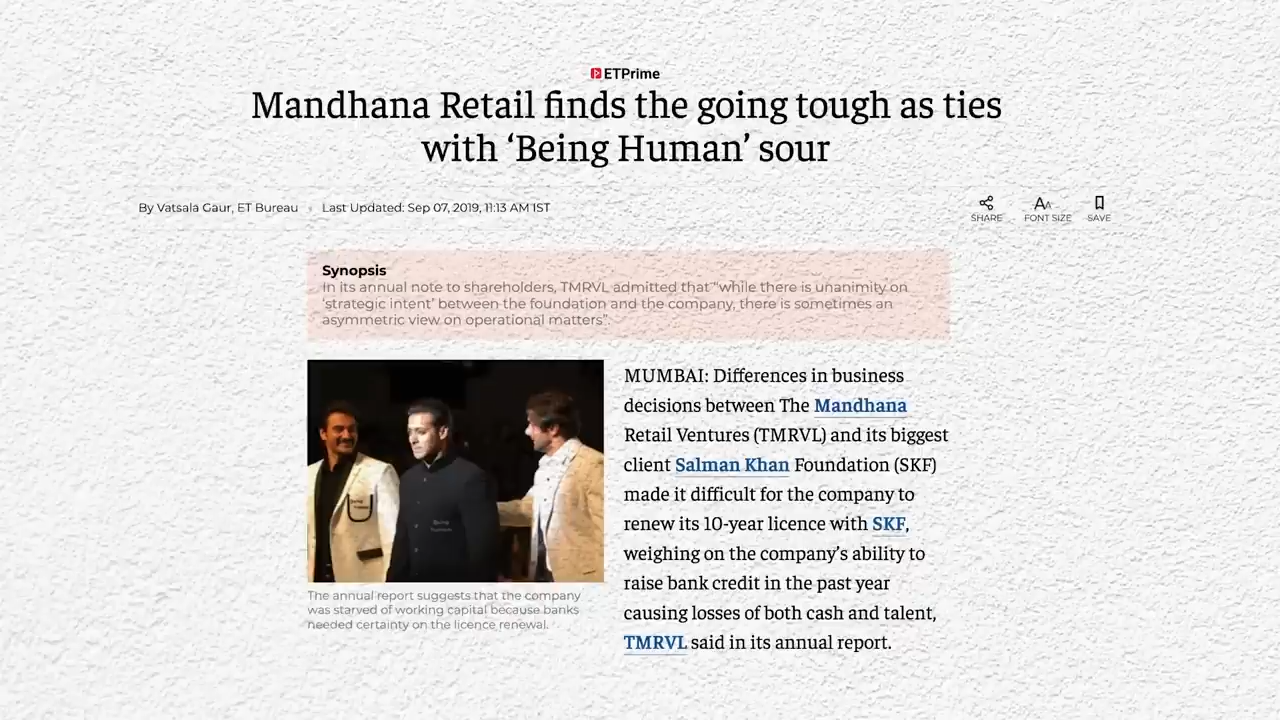 ETPrime
Mandhana Retail finds the going tough as ties
with ‘Being Human’ sour
By Vatsala Gaur, ET Bureau
Last Updated: Sep 07, 2019, 11:13 AM IST
SHARE
AA
FONT SIZE
SAVE
Synopsis
In its annual note to shareholders, TMRVL admitted that “while there is unanimity on
‘strategic intent’ between the foundation and the company, there is sometimes an
asymmetric view on operational matters”.
The annual report suggests that the company
was starved of working capital because banks
needed certainty on the licence renewal.
MUMBAI: Differences in business
decisions between The Mandhana
Retail Ventures (TMRVL) and its biggest
client Salman Khan Foundation (SKF)
made it difficult for the company to
renew its 10-year licence with SKF,
weighing on the company’s ability to
raise bank credit in the past year
causing losses of both cash and talent,
TMRVL said in its annual report.